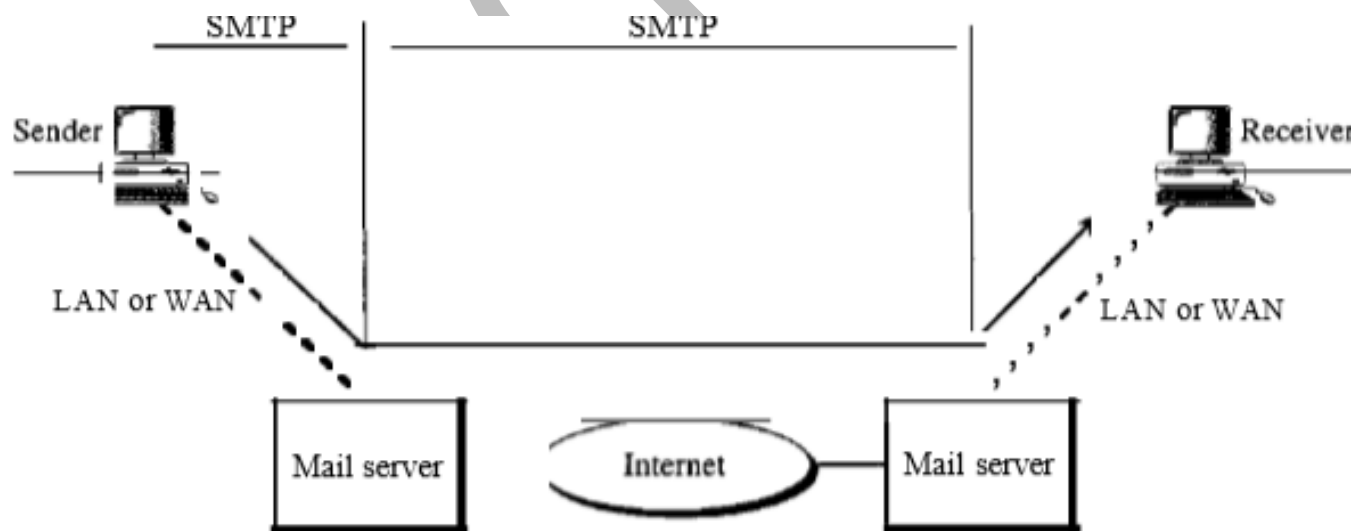 SMTP SMTP
Sender Receiver
LAN or WAN LAN or WAN
Mail server Internet Mail server